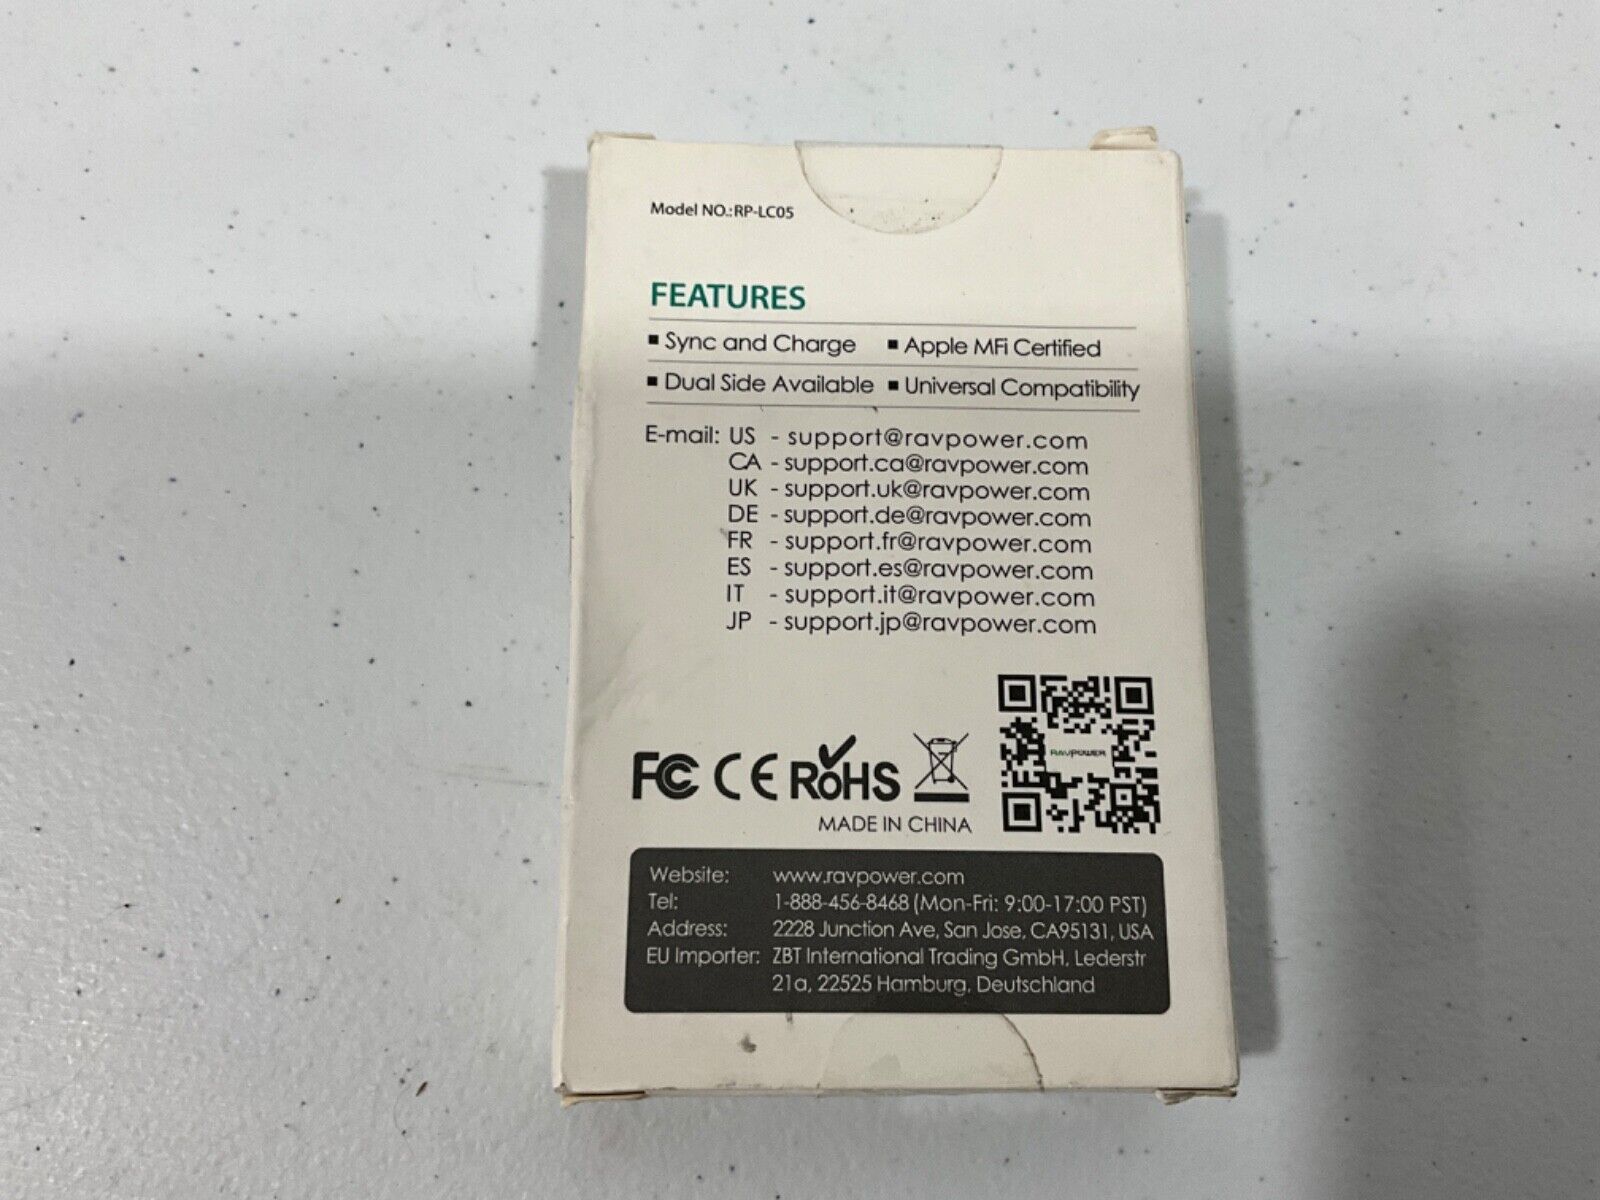 Model NO.:RP-LC05
FEATURES
▪ Sync and Charge ▪ Apple MFi Certified
▪ Dual Side Available ▪ Universal Compatibility
E-mail: US - support@ravpower.com
CA - support.ca@ravpower.com
UK - support.uk@ravpower.com
DE - support.de@ravpower.com
FR - support.fr@ravpower.com
ES - support.es@ravpower.com
IT - support.it@ravpower.com
JP - support.jp@ravpower.com
RAVPOWER
FC CE RoHS
MADE IN CHINA
Website: www.ravpower.com
Tel: 1-888-456-8468 (Mon-Fri: 9:00-17:00 PST)
Address: 2228 Junction Ave, San Jose, CA95131, USA
EU Importer: ZBT International Trading GmbH, Lederstr
21a, 22525 Hamburg, Deutschland